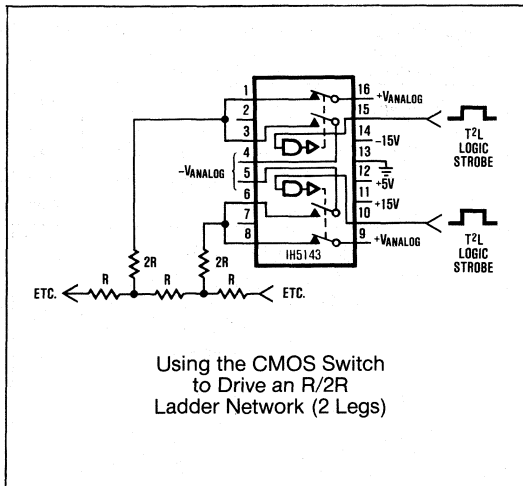 1
2
3
4
5
6
7
8
16
15
14
13
12
11
10
9
+VANALOG
-15V
+5V
+15V
+VANALOG
-VANALOG
T²L
LOGIC
STROBE
T²L
LOGIC
STROBE
IH5143
2R
2R
ETC.
R
R
R
ETC.
Using the CMOS Switch
to Drive an R/2R
Ladder Network (2 Legs)